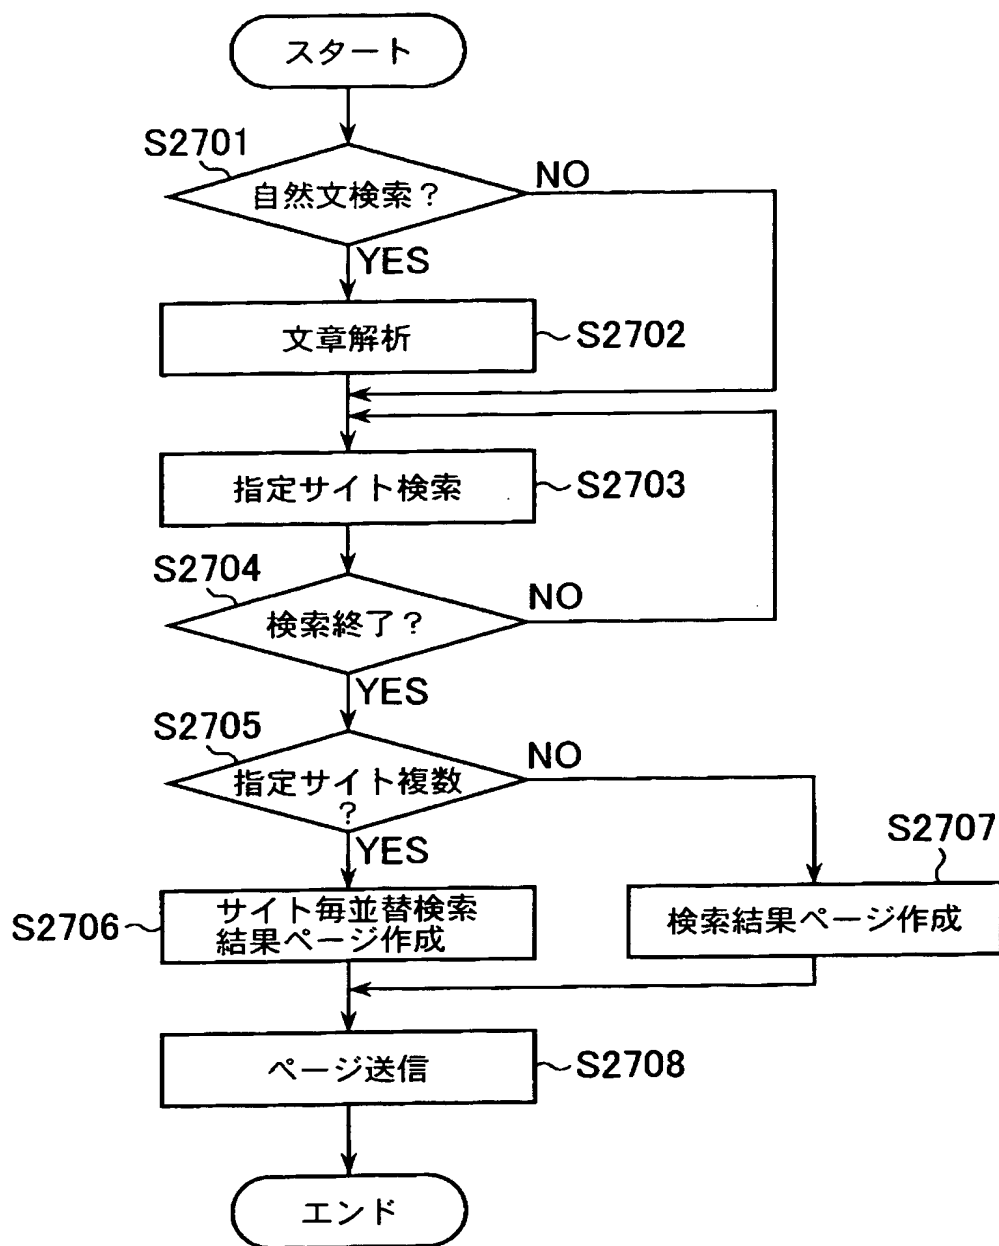 スタート
S2701
自然文検索？
NO
YES
文章解析
S2702
指定サイト検索
S2703
S2704
検索終了？
NO
YES
S2705
指定サイト複数
？
NO
YES
S2706
サイト毎並替検索
結果ページ作成
S2707
検索結果ページ作成
ページ送信
S2708
エンド